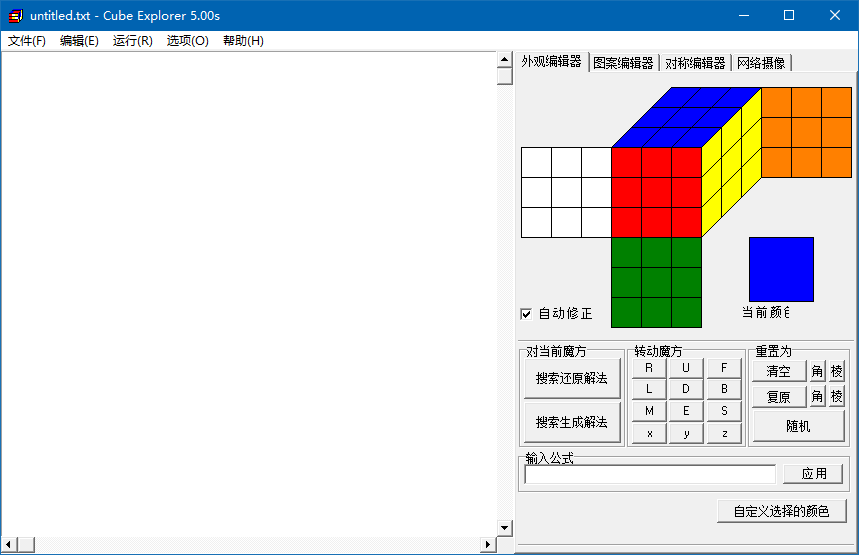 untitled.txt - Cube Explorer 5.00s
文件(F) 编辑(E) 运行(R) 选项(O) 帮助(H)
外观编辑器 图案编辑器 对称编辑器 网络摄像
自动修正
当前颜色
对当前魔方 转动魔方 重置为
搜索还原解法
搜索生成解法
R U F
L D B
M E S
x y z
清空 角 棱
复原 角 棱
随机
输入公式
应用
自定义选择的颜色